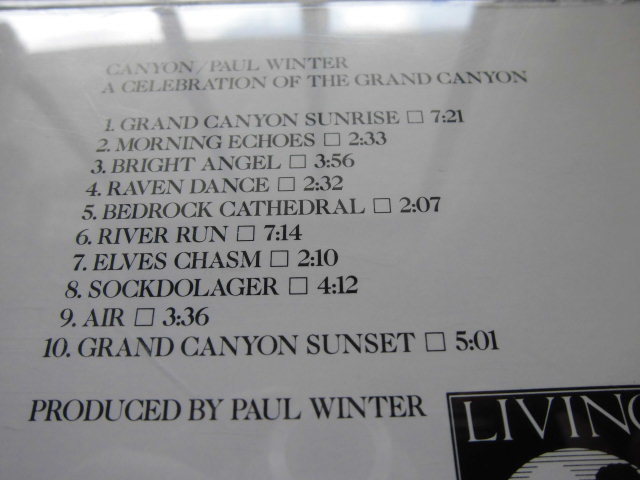 CANYON/PAUL WINTER
A CELEBRATION OF THE GRAND CANYON
1. GRAND CANYON SUNRISE □ 7:21
2. MORNING ECHOES □ 2:33
3. BRIGHT ANGEL □ 3:56
4. RAVEN DANCE □ 2:32
5. BEDROCK CATHEDRAL □ 2:07
6. RIVER RUN □ 7:14
7. ELVES CHASM □ 2:10
8. SOCKDOLAGER □ 4:12
9. AIR □ 3:36
10. GRAND CANYON SUNSET □ 5:01
PRODUCED BY PAUL WINTER
LIVING